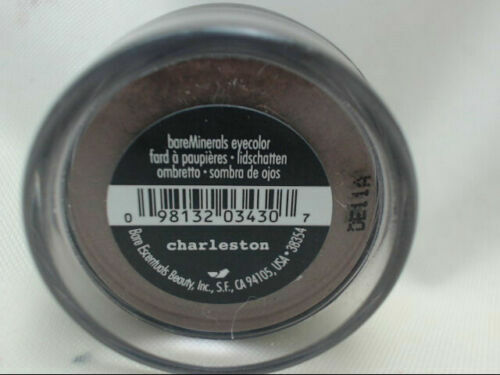 bareMinerals eyecolor
fard à paupières • lidschatten
ombretto • sombra de ojos
0 98132 03430 7
charleston
Bare Escentuals Beauty, Inc., S.F., CA 94105, USA • 38354
DE11A